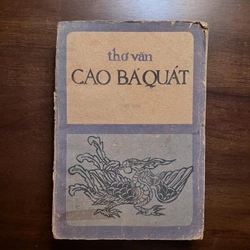 thơ văn
CAO BÁ QUÁT